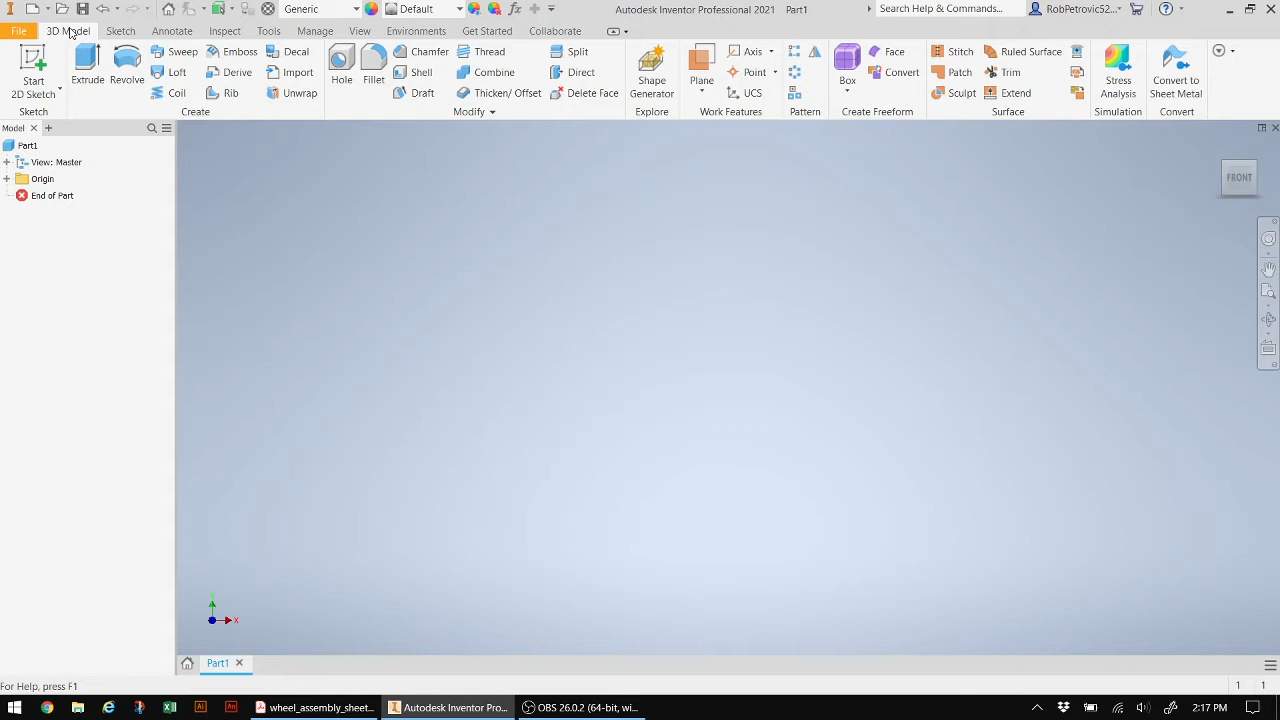 Generic Default Autodesk Inventor Professional 2021 Part1 Search Help & Commands... RobPetrovic52...
File 3D Model Sketch Annotate Inspect Tools Manage View Environments Get Started Collaborate
Sweep Emboss Decal Chamfer Thread Split Axis Face Stitch Ruled Surface
Start 2D Sketch Extrude Revolve Loft Derive Import Hole Fillet Shell Combine Direct Shape Generator Plane Point Box Convert Patch Trim Stress Analysis Convert to Sheet Metal
Coil Rib Unwrap Draft Thicken/ Offset Delete Face UCS Sculpt Extend
Sketch Create Modify Explore Work Features Pattern Create Freeform Surface Simulation Convert
Model
Part1
View: Master
Origin
End of Part
FRONT
Y
X
Part1
For Help, press F1 1 1
wheel_assembly_sheet... Autodesk Inventor Pro... OBS 26.0.2 (64-bit, wi... 2:17 PM